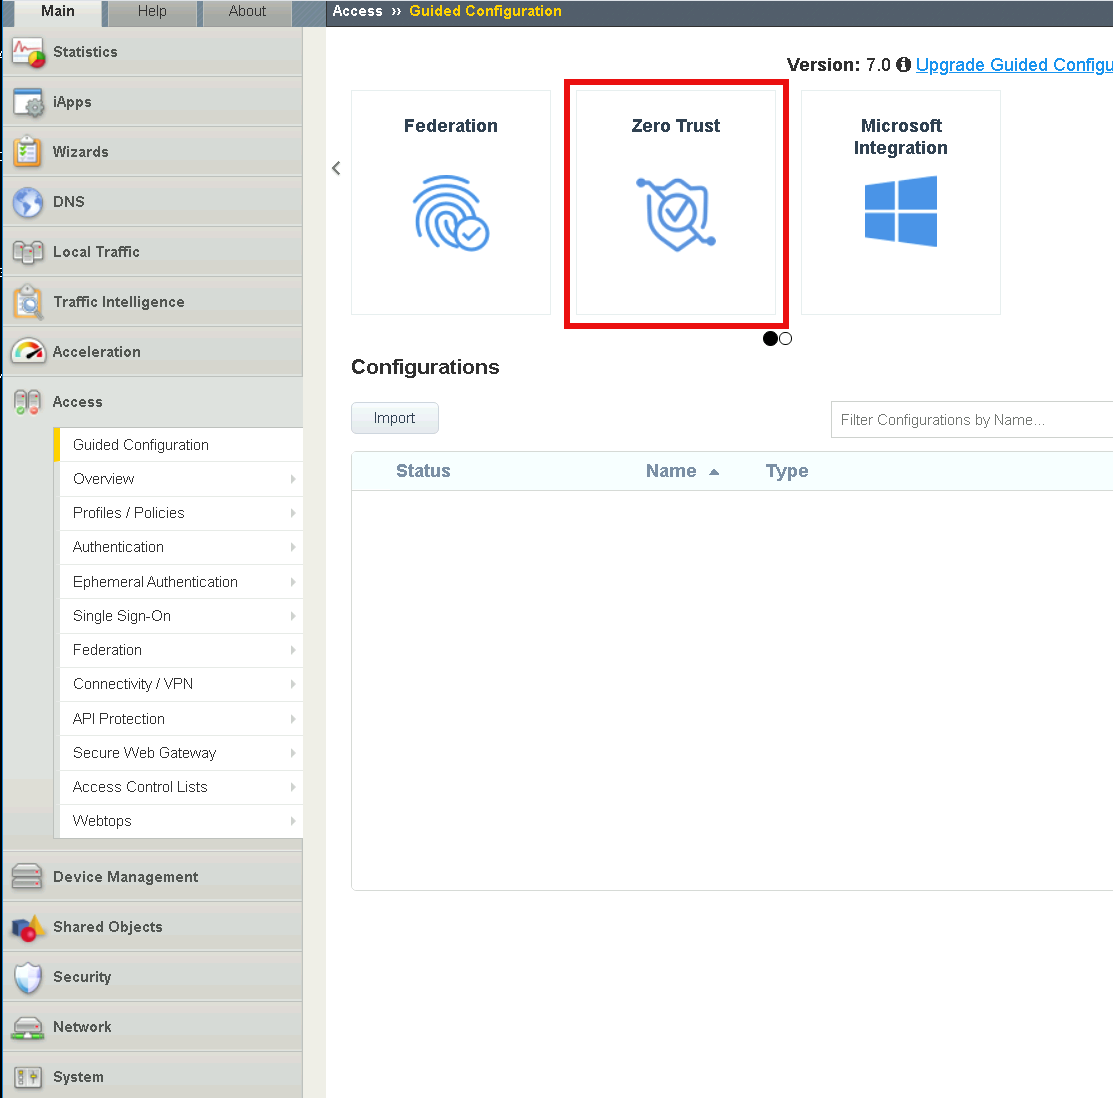 Main
Help
About
Access ›› Guided Configuration
Statistics
iApps
Wizards
DNS
Local Traffic
Traffic Intelligence
Acceleration
Access
Guided Configuration
Overview
Profiles / Policies
Authentication
Ephemeral Authentication
Single Sign-On
Federation
Connectivity / VPN
API Protection
Secure Web Gateway
Access Control Lists
Webtops
Device Management
Shared Objects
Security
Network
System
Version: 7.0 Upgrade Guided Configu
Federation
Zero Trust
Microsoft
Integration
Configurations
Import
Filter Configurations by Name...
Status
Name
Type